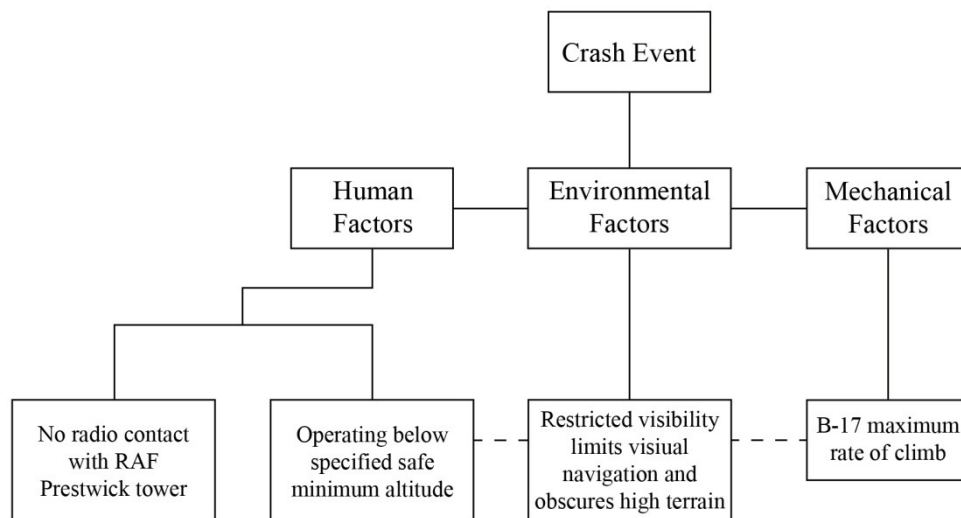 Crash Event
Human
Factors
Environmental
Factors
Mechanical
Factors
No radio contact
with RAF
Prestwick tower
Operating below
specified safe
minimum altitude
Restricted visibility
limits visiual
navigation and
obscures high terrain
B-17 maximum
rate of climb